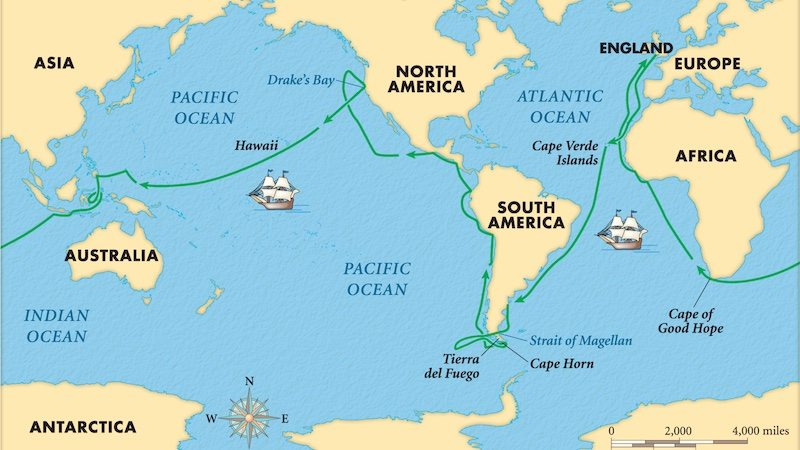 ENGLAND
ASIA
EUROPE
NORTH
AMERICA
Drake's Bay
PACIFIC
OCEAN
ATLANTIC
OCEAN
Hawaii
Cape Verde
Islands
AFRICA
SOUTH
AMERICA
AUSTRALIA
PACIFIC
OCEAN
INDIAN
OCEAN
Cape of
Good Hope
Strait of Magellan
Tierra
del Fuego
Cape Horn
N
W
E
S
ANTARCTICA
0 2,000 4,000 miles